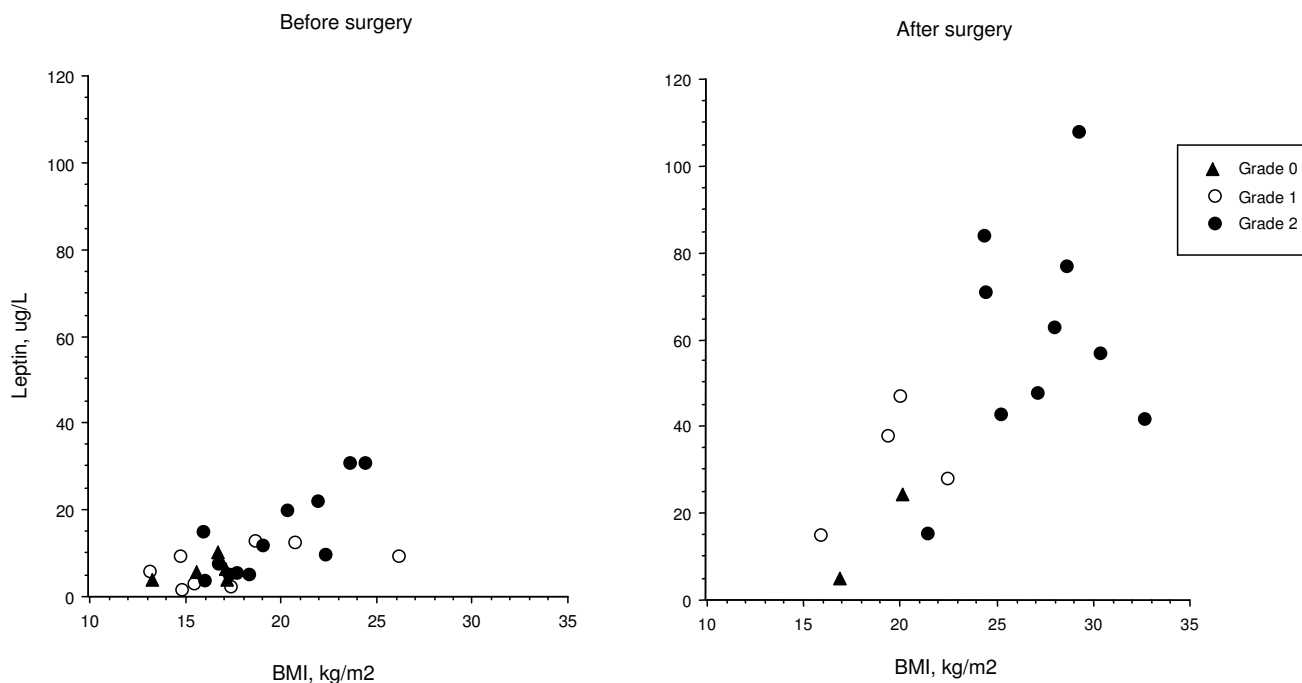 Before surgery
120
100
80
60
40
20
0
Leptin, ug/L
10 15 20 25 30 35
BMI, kg/m2
After surgery
120
100
80
60
40
20
0
10 15 20 25 30 35
BMI, kg/m2
Grade 0
Grade 1
Grade 2